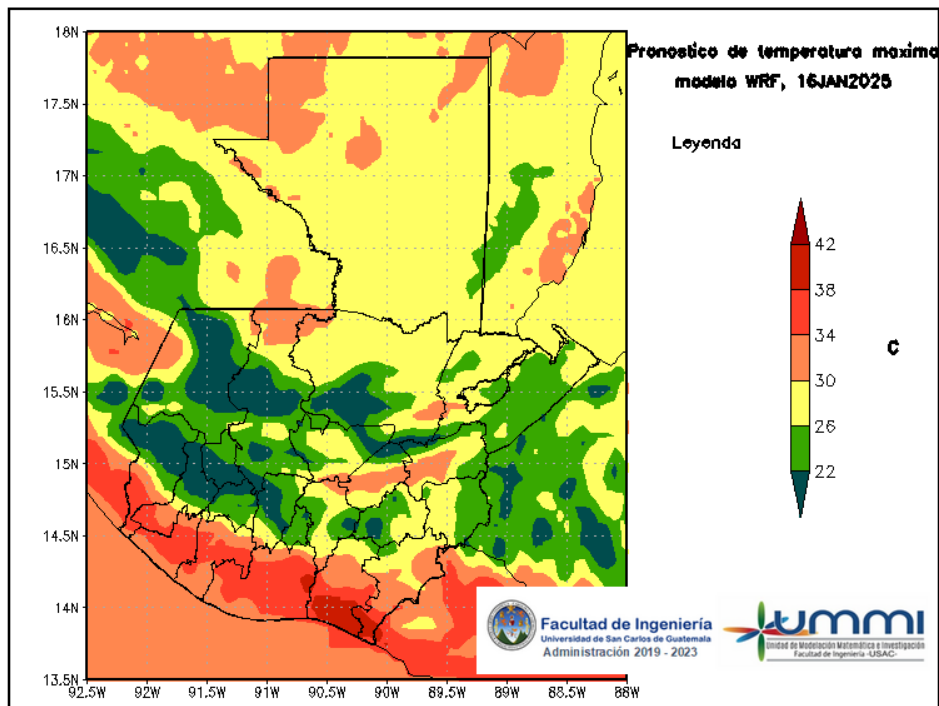 Pronostico de temperatura maxima
modelo WRF, 16JAN2025
Leyenda
18N
17.5N
17N
16.5N
16N
15.5N
15N
14.5N
14N
13.5N
92.5W 92W 91.5W 91W 90.5W 90W 89.5W 89W 88.5W 88W
42
38
34
30
26
22
C
Facultad de Ingeniería
Universidad de San Carlos de Guatemala
Administración 2019 - 2023
UMMI
Unidad de Modelación Matemática e Investigación
Facultad de Ingeniería -USAC-